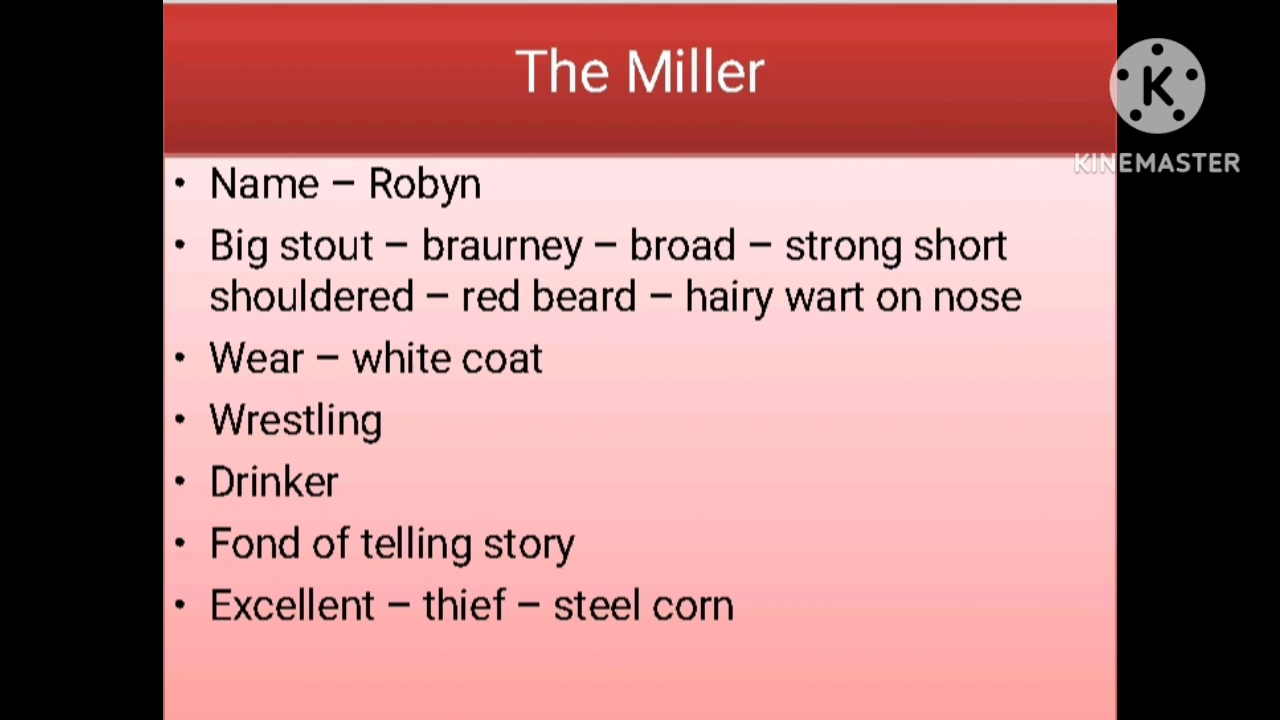 The Miller
K
KINEMASTER
• Name – Robyn
• Big stout – braurney – broad – strong short
shouldered – red beard – hairy wart on nose
• Wear – white coat
• Wrestling
• Drinker
• Fond of telling story
• Excellent – thief – steel corn